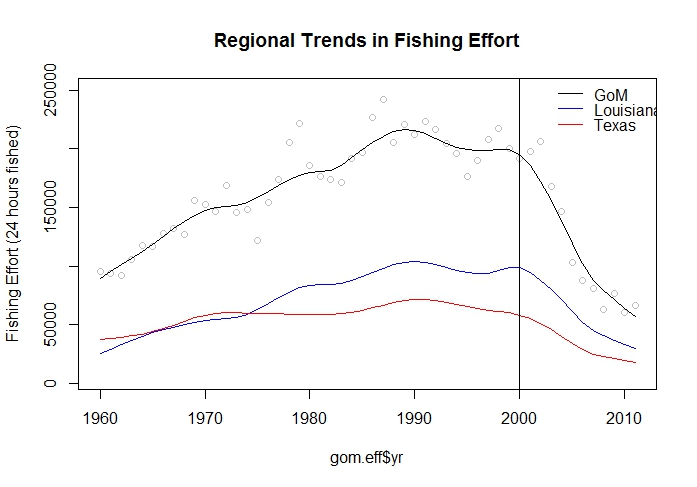 Regional Trends in Fishing Effort
Fishing Effort (24 hours fished)
250000
150000
50000
0
GoM
Louisiana
Texas
1960 1970 1980 1990 2000 2010
gom.eff$yr